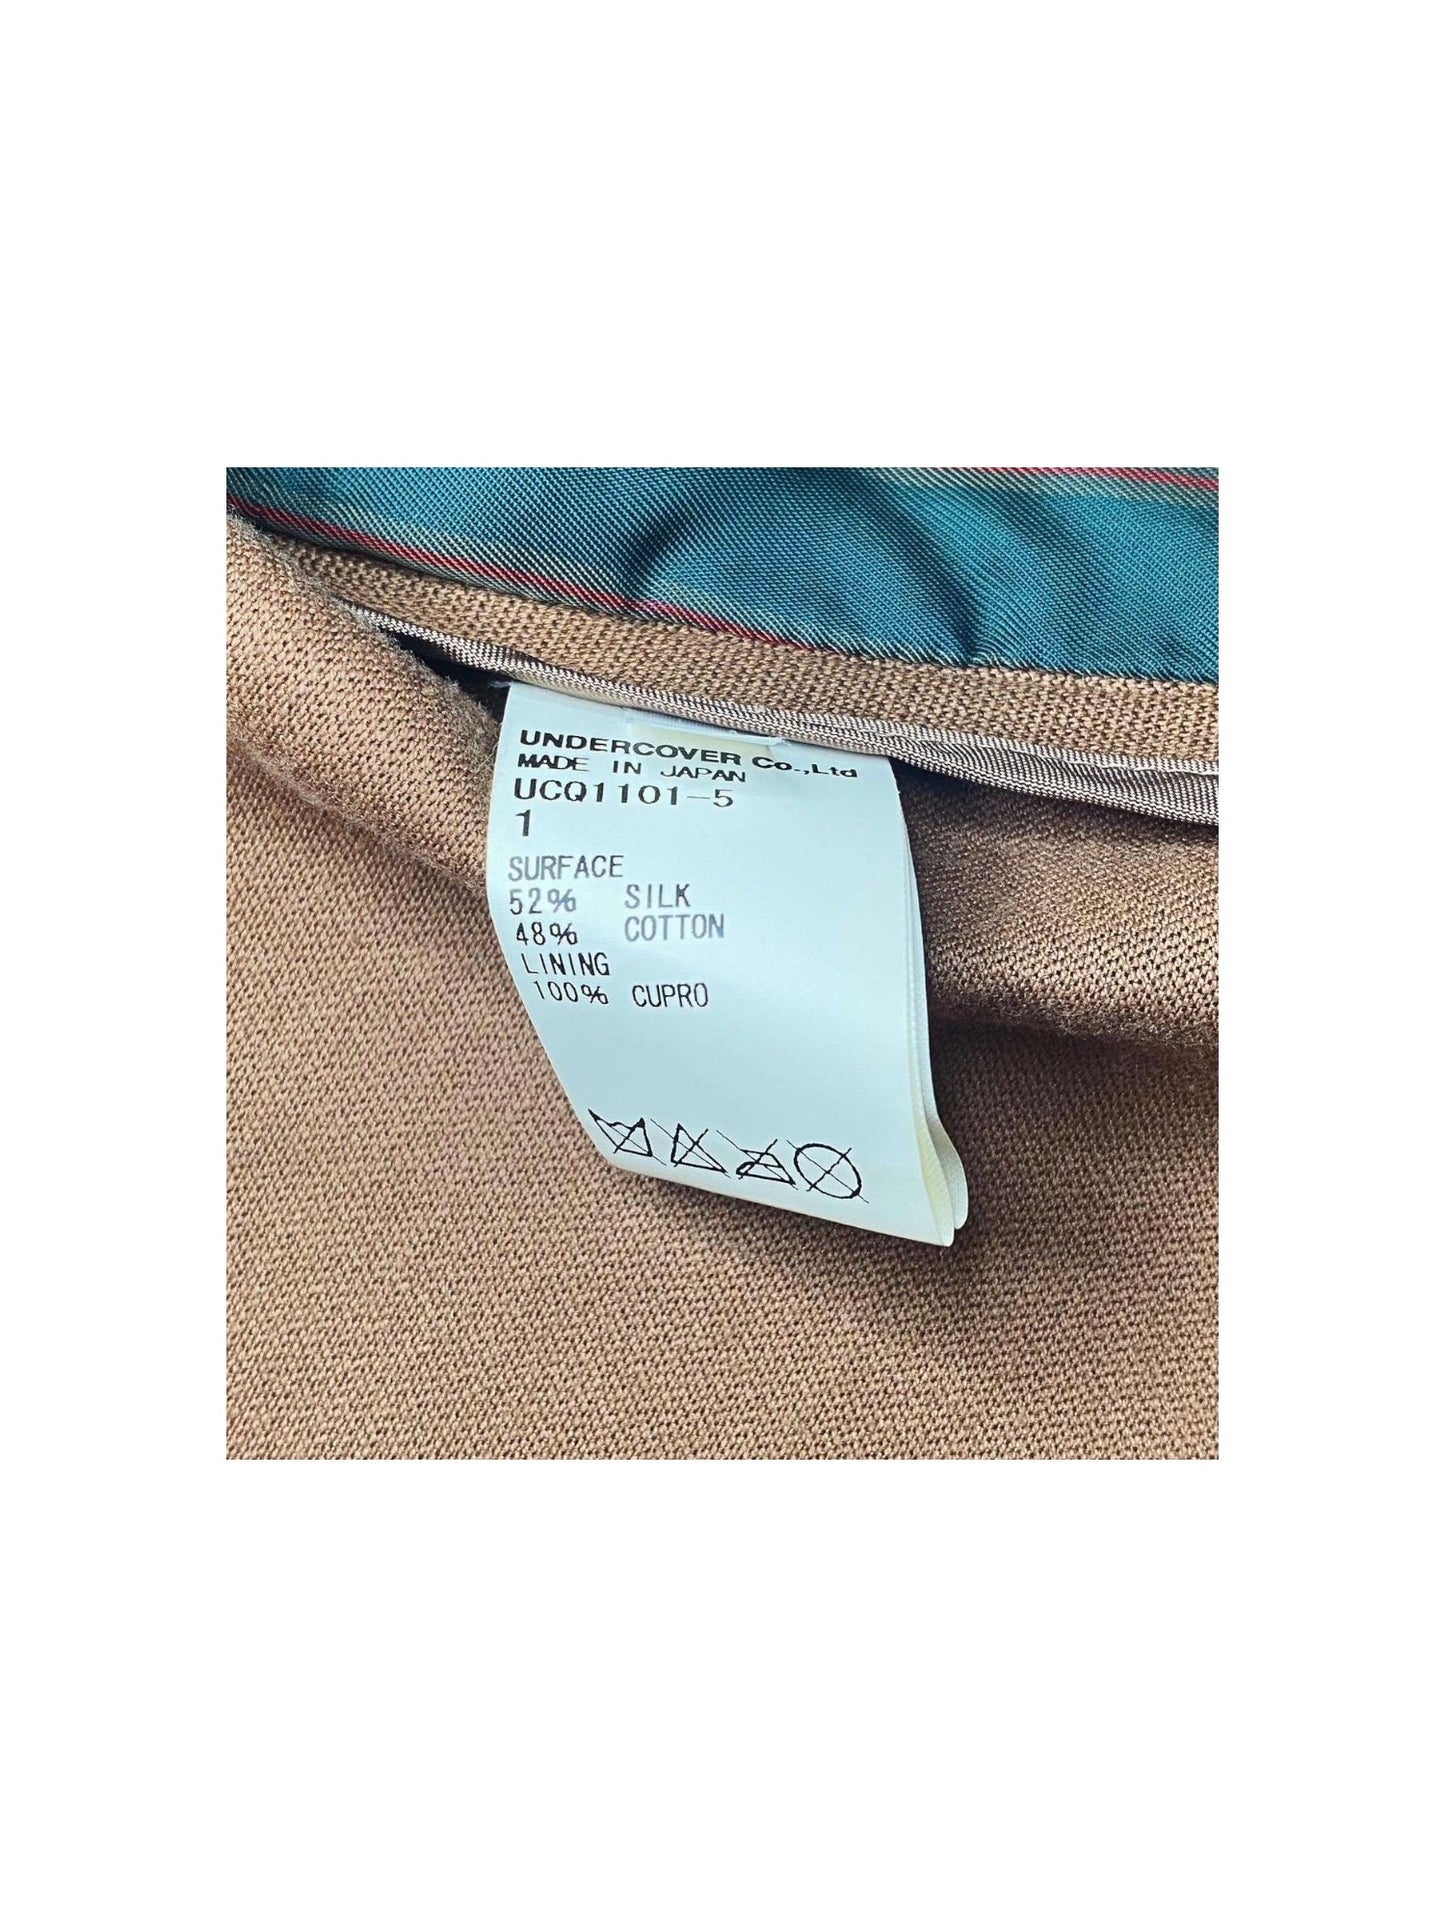 UNDERCOVER Co.,Ltd
MADE IN JAPAN
UCQ1101-5
1
SURFACE
52% SILK
48% COTTON
LINING
100% CUPRO